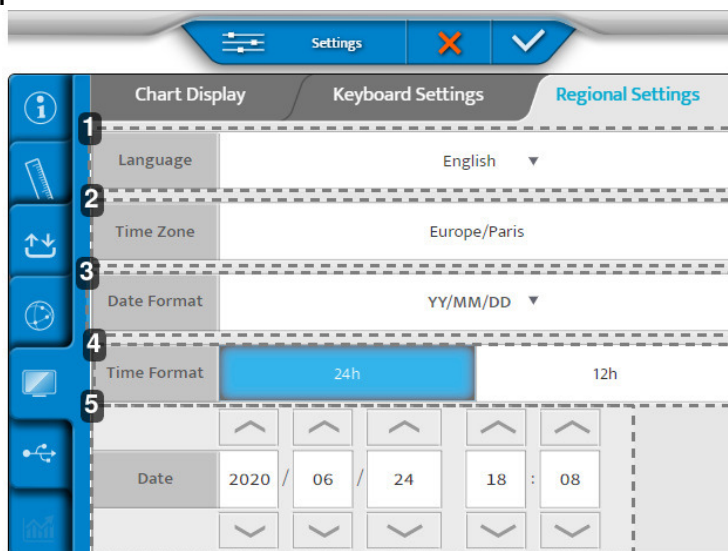 Settings
Chart Display Keyboard Settings Regional Settings
1
Language English ▼
2
Time Zone Europe/Paris
3
Date Format YY/MM/DD ▼
4
Time Format 24h 12h
5
Date 2020 / 06 / 24 18 : 08